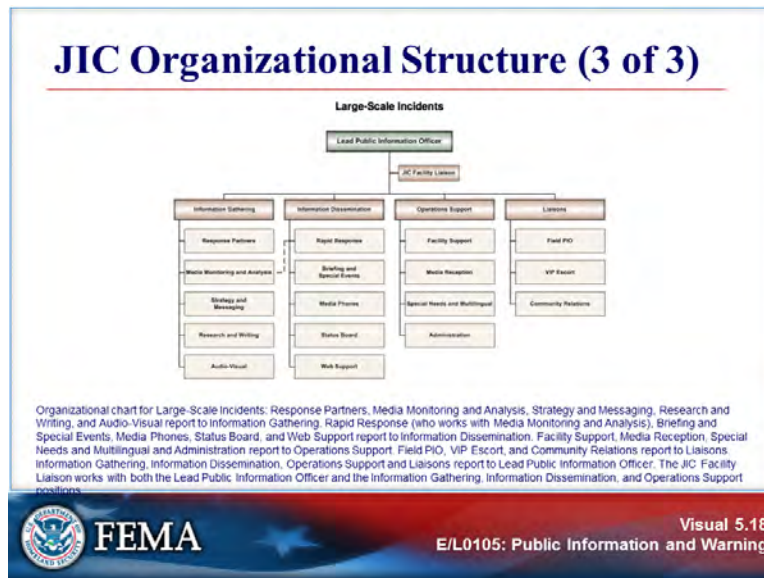 JIC Organizational Structure (3 of 3)
Large-Scale Incidents
Lead Public Information Officer
JIC Facility Liaison
Information Gathering
Information Dissemination
Operations Support
Liaisons
Response Partners
Rapid Response
Facility Support
Field PIO
Media Monitoring and Analysis
Briefing and
Special Events
Media Reception
VIP Escort
Strategy and
Messaging
Media Phones
Special Needs and Multilingual
Community Relations
Research and Writing
Status Board
Administration
Audio-Visual
Web Support
Organizational chart for Large-Scale Incidents: Response Partners, Media Monitoring and Analysis, Strategy and Messaging, Research and
Writing, and Audio-Visual report to Information Gathering. Rapid Response (who works with Media Monitoring and Analysis), Briefing and
Special Events, Media Phones, Status Board, and Web Support report to Information Dissemination. Facility Support, Media Reception, Special
Needs and Multilingual and Administration report to Operations Support. Field PIO, VIP Escort, and Community Relations report to Liaisons.
Information Gathering, Information Dissemination, Operations Support and Liaisons report to Lead Public Information Officer. The JIC Facility
Liaison works with both the Lead Public Information Officer and the Information Gathering, Information Dissemination, and Operations Support
positions
FEMA
Visual 5.18
E/L0105: Public Information and Warning